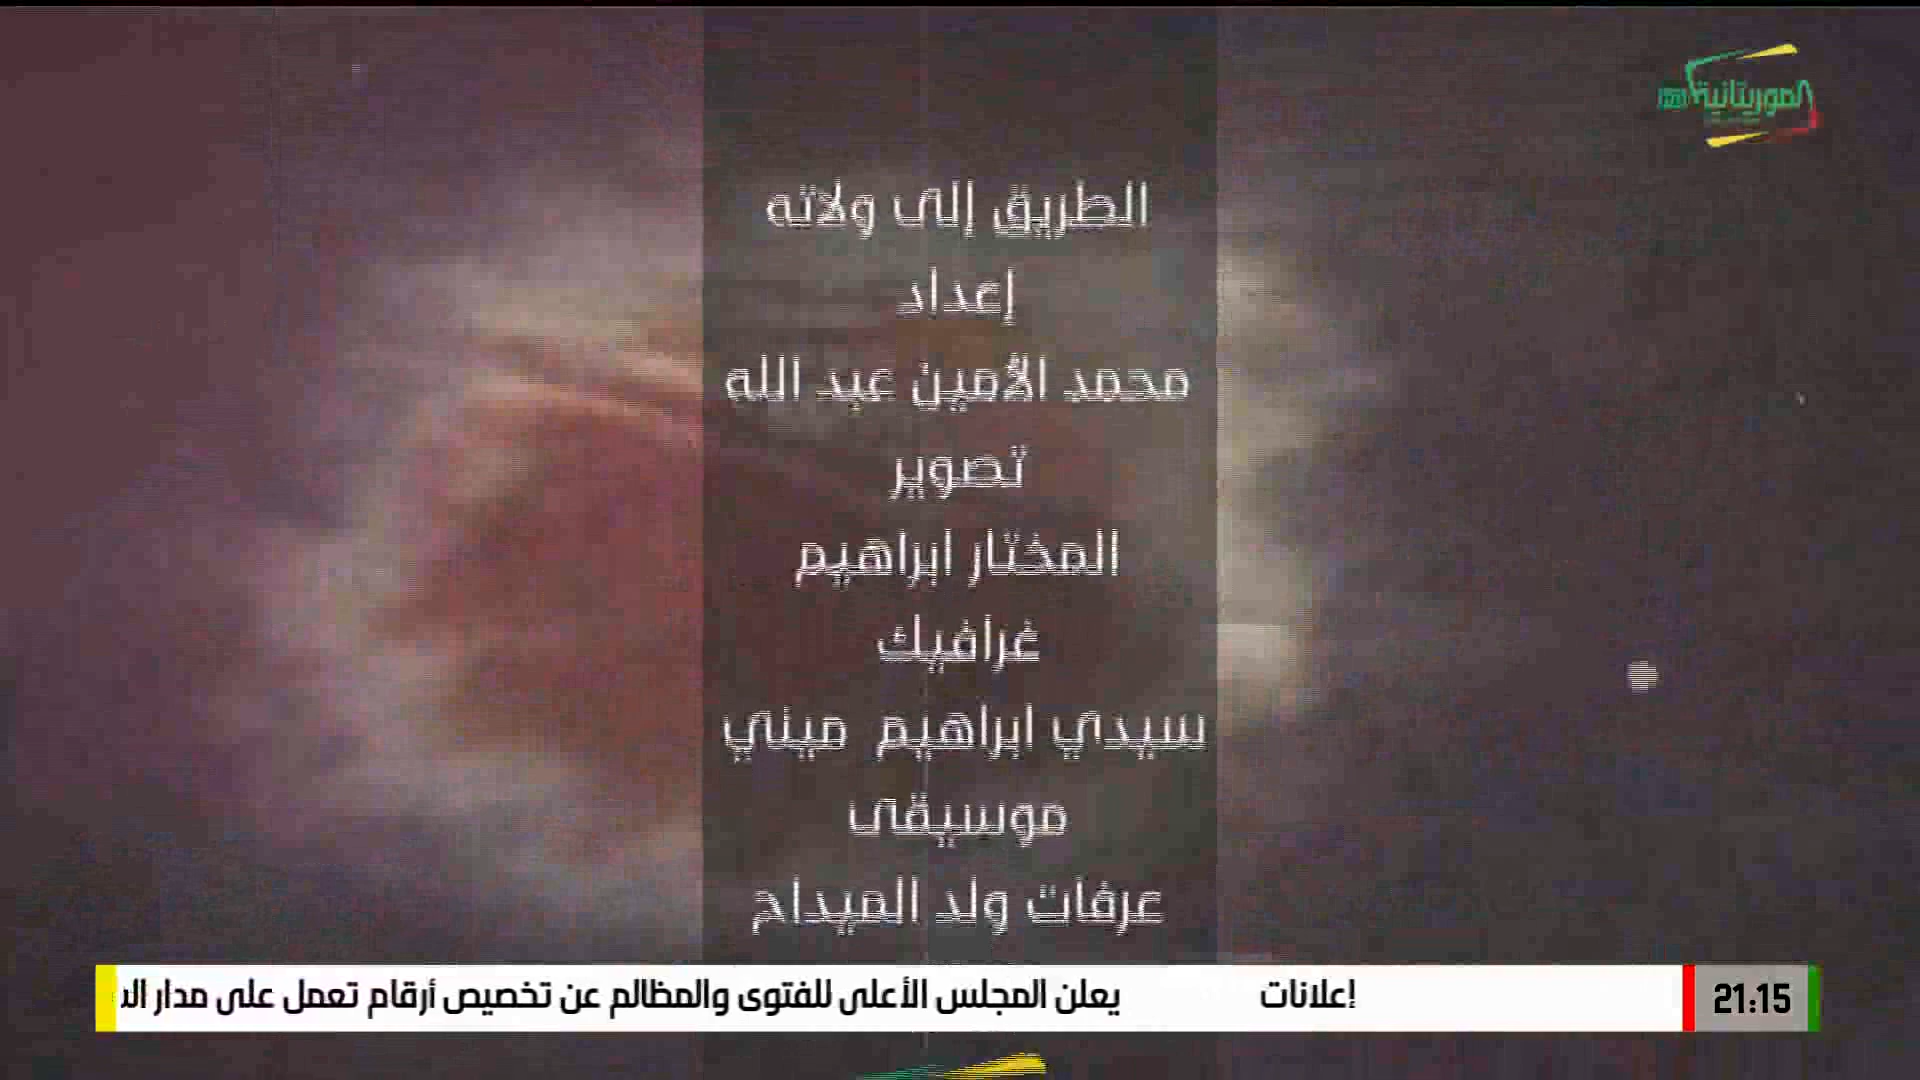 الموريتانية
الطريق إلى ولاته
إعداد
محمد الأمين عبد الله
تصوير
المختار ابراهيم
غرافيك
سيدي ابراهيم ميني
موسيقى
عرفات ولد الميداح
21:15
إعلانات
يعلن المجلس الأعلى للفتوى والمظالم عن تخصيص أرقام تعمل على مدار